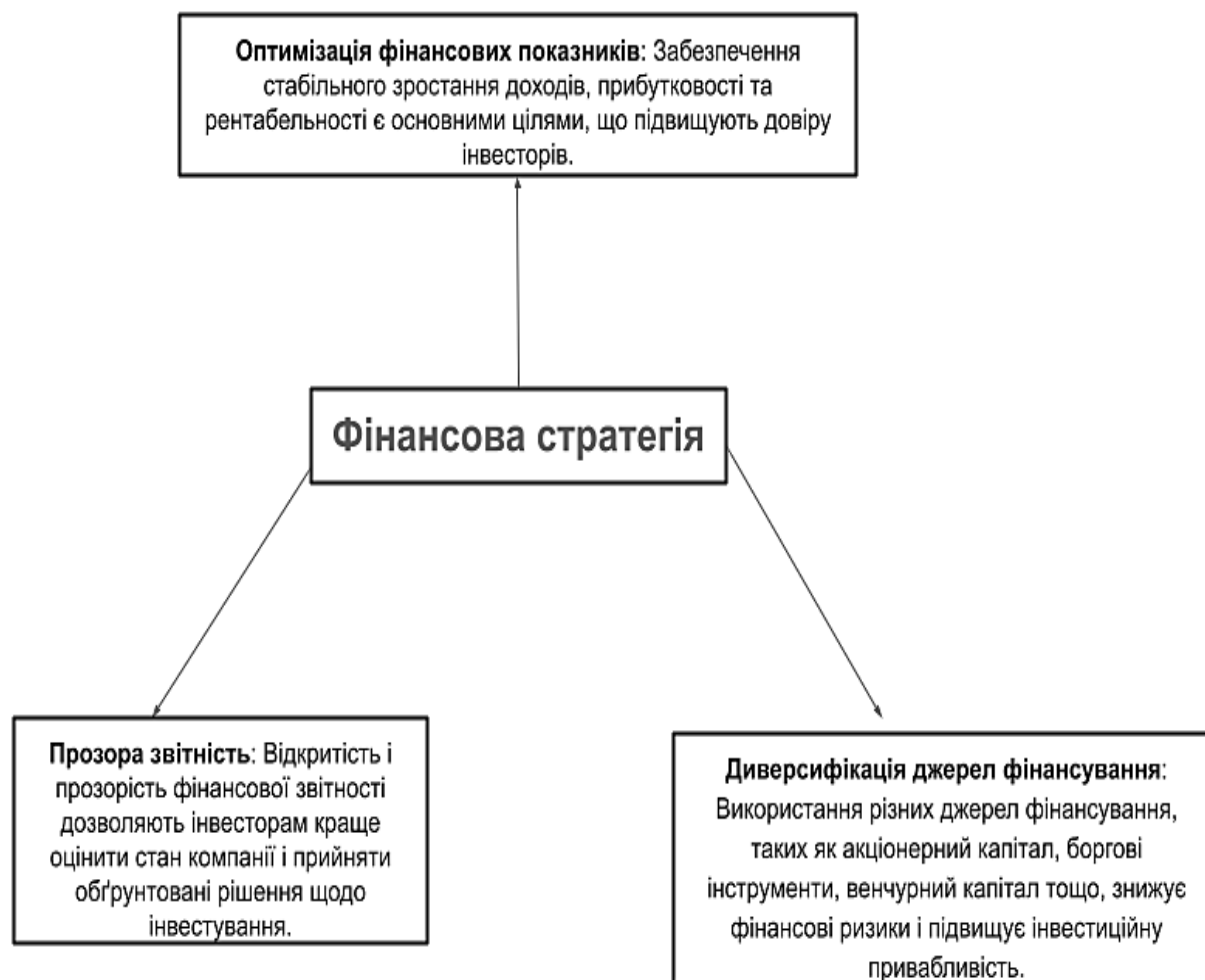 Оптимізація фінансових показників: Забезпечення
стабільного зростання доходів, прибутковості та
рентабельності є основними цілями, що підвищують довіру
інвесторів.
Фінансова стратегія
Прозора звітність: Відкритість і
прозорість фінансової звітності
дозволяють інвесторам краще
оцінити стан компанії і прийняти
обґрунтовані рішення щодо
інвестування.
Диверсифікація джерел фінансування:
Використання різних джерел фінансування,
таких як акціонерний капітал, боргові
інструменти, венчурний капітал тощо, знижує
фінансові ризики і підвищує інвестиційну
привабливість.